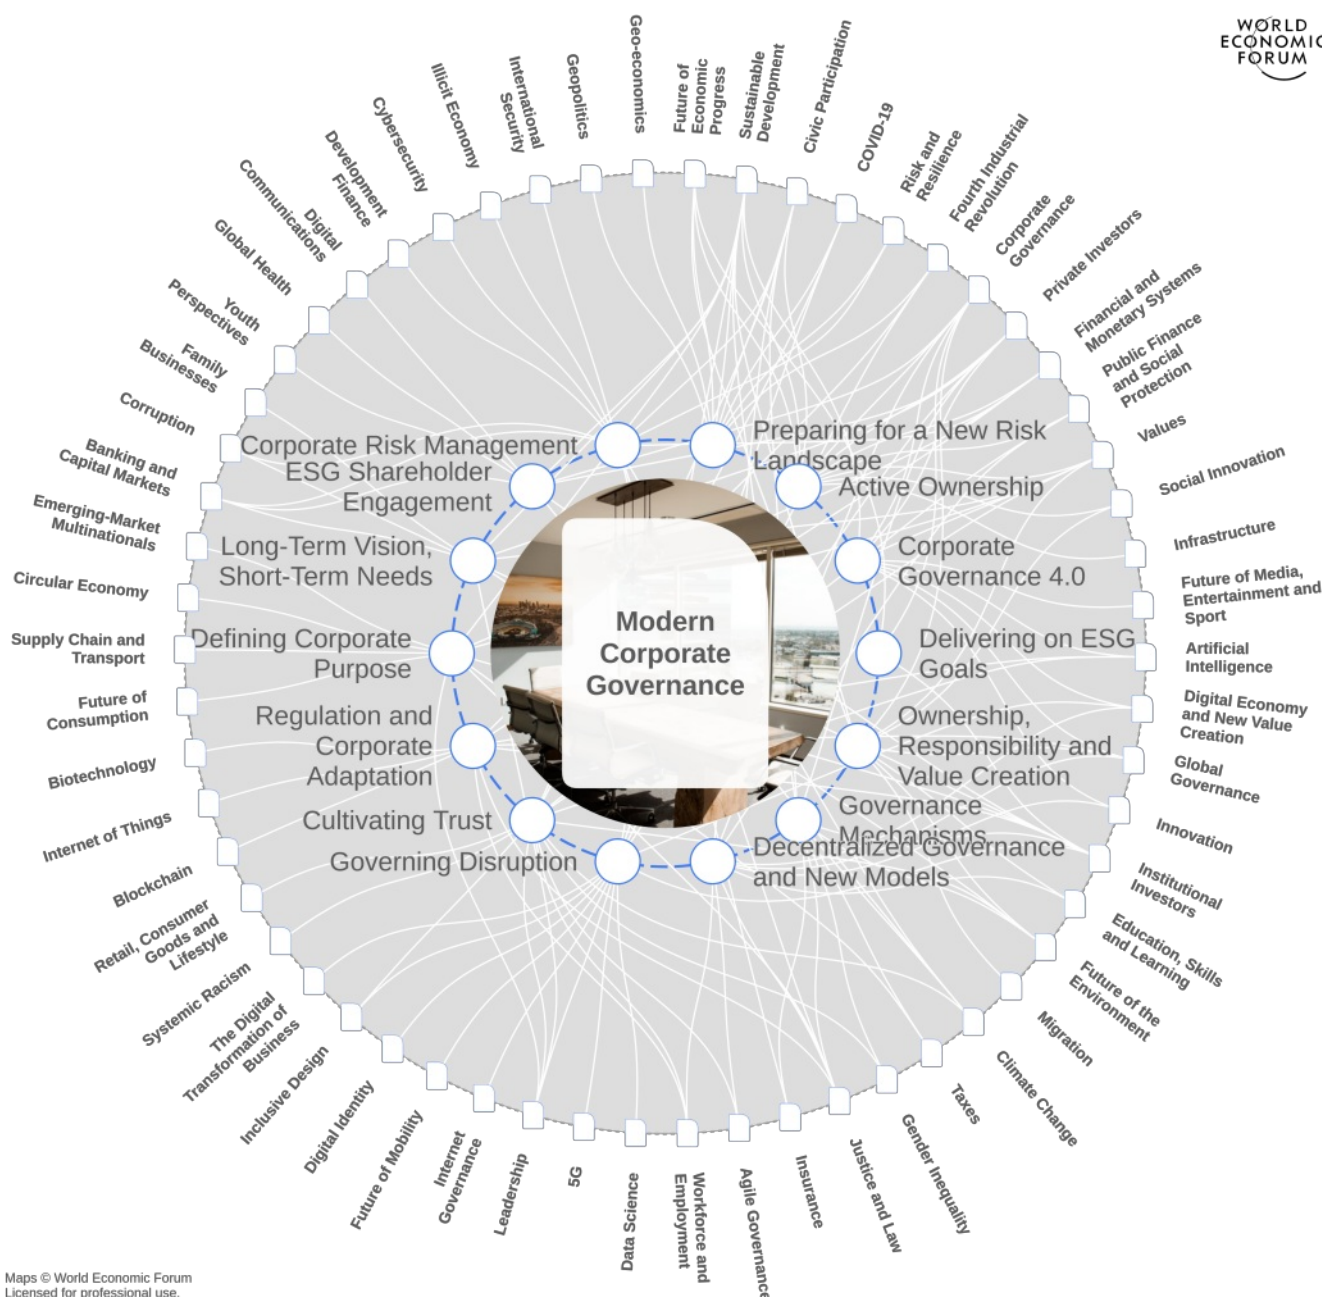 WORLD
ECONOMIC
FORUM
Geo-economics
Future of
Economic
Progress
Sustainable
Development
Civic Participation
COVID-19
Risk and
Resilience
Fourth Industrial
Revolution
Corporate
Governance
Private Investors
Financial and
Monetary Systems
Public Finance
and Social
Protection
Values
Social Innovation
Infrastructure
Future of Media,
Entertainment and
Sport
Artificial
Intelligence
Digital Economy
and New Value
Creation
Global
Governance
Innovation
Institutional
Investors
Education, Skills
and Learning
Future of the
Environment
Migration
Climate Change
Taxes
Gender Inequality
Justice and Law
Insurance
Agile Governance
Workforce and
Employment
Data Science
5G
Leadership
Internet
Governance
Future of Mobility
Digital Identity
Inclusive Design
The Digital
Transformation of
Business
Systemic Racism
Retail, Consumer
Goods and
Lifestyle
Blockchain
Internet of Things
Biotechnology
Future of
Consumption
Supply Chain and
Transport
Circular Economy
Emerging-Market
Multinationals
Banking and
Capital Markets
Corruption
Family
Businesses
Youth
Perspectives
Global Health
Digital
Communications
Development
Finance
Cybersecurity
Illicit Economy
International
Security
Geopolitics
Preparing for a New Risk
Landscape
Active Ownership
Corporate
Governance 4.0
Delivering on ESG
Goals
Ownership,
Responsibility and
Value Creation
Governance
Mechanisms
Decentralized Governance
and New Models
Governing Disruption
Cultivating Trust
Regulation and
Corporate
Adaptation
Defining Corporate
Purpose
Long-Term Vision,
Short-Term Needs
ESG Shareholder
Engagement
Corporate Risk Management
Modern
Corporate
Governance
Maps © World Economic Forum
Licensed for professional use.